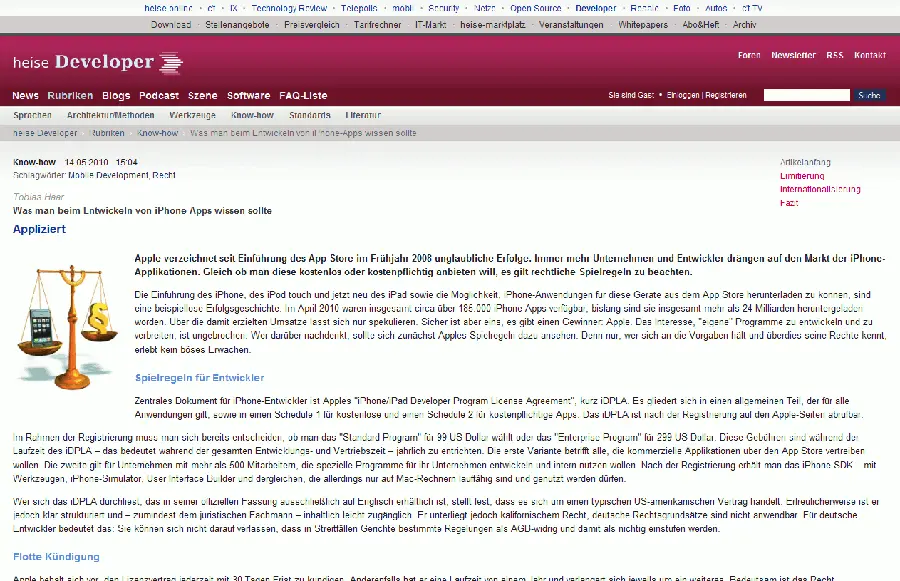 heise online · c't · iX · Technology Review · Telepolis · mobil · Security · Netze · Open Source · Developer · Resale · Foto · Autos · c't TV
Download · Stellenangebote · Preisvergleich · Tarifrechner · IT-Markt · heise-marktplatz · Veranstaltungen · Whitepapers · Abo&Heft · Archiv
heise Developer
Foren Newsletter RSS Kontakt
News Rubriken Blogs Podcast Szene Software FAQ-Liste
Sie sind Gast • Einloggen | Registrieren
Suche
Sprachen Architektur/Methoden Werkzeuge Know-how Standards Literatur
heise Developer Rubriken Know-how Was man beim Entwickeln von iPhone-Apps wissen sollte
Know-how 14.05.2010 15:04
Schlagwörter: Mobile Development, Recht
Artikelanfang
Limitierung
Internationalisierung
Fazit
Tobias Haar
Was man beim Entwickeln von iPhone Apps wissen sollte
Appliziert
Apple verzeichnet seit Einführung des App Store im Frühjahr 2008 unglaubliche Erfolge. Immer mehr Unternehmen und Entwickler drängen auf den Markt der iPhone-
Applikationen. Gleich ob man diese kostenlos oder kostenpflichtig anbieten will, es gilt rechtliche Spielregeln zu beachten.
Die Einführung des iPhone, des iPod touch und jetzt neu des iPad sowie die Möglichkeit, iPhone-Anwendungen für diese Geräte aus dem App Store herunterladen zu können, sind
eine beispiellose Erfolgsgeschichte. Im April 2010 waren insgesamt circa über 185.000 iPhone Apps verfügbar, bislang sind sie insgesamt mehr als 24 Milliarden heruntergeladen
worden. Über die damit erzielten Umsätze lässt sich nur spekulieren. Sicher ist aber eins, es gibt einen Gewinner: Apple. Das Interesse, "eigene" Programme zu entwickeln und zu
verbreiten, ist ungebrochen. Wer darüber nachdenkt, sollte sich zunächst Apples Spielregeln dazu ansehen. Denn nur, wer sich an die Vorgaben hält und überdies seine Rechte kennt,
erlebt kein böses Erwachen.
Spielregeln für Entwickler
Zentrales Dokument für iPhone-Entwickler ist Apples "iPhone/iPad Developer Program License Agreement", kurz iDPLA. Es gliedert sich in einen allgemeinen Teil, der für alle
Anwendungen gilt, sowie in einen Schedule 1 für kostenlose und einen Schedule 2 für kostenpflichtige Apps. Das iDPLA ist nach der Registrierung auf den Apple-Seiten abrufbar.
Im Rahmen der Registrierung muss man sich bereits entscheiden, ob man das "Standard Program" für 99 US Dollar wählt oder das "Enterprise Program" für 299 US Dollar. Diese Gebühren sind während der
Laufzeit des iDPLA – das bedeutet während der gesamten Entwicklungs- und Vertriebszeit – jährlich zu entrichten. Die erste Variante betrifft alle, die kommerzielle Applikationen über den App Store vertreiben
wollen. Die zweite gilt für Unternehmen mit mehr als 500 Mitarbeitern, die spezielle Programme für ihr Unternehmen entwickeln und intern nutzen wollen. Nach der Registrierung erhält man das iPhone-SDK – mit
Werkzeugen, iPhone-Simulator, User Interface Builder und dergleichen, die allerdings nur auf Mac-Rechnern lauffähig sind und genutzt werden dürfen.
Wer sich das iDPLA durchliest, das in seiner offiziellen Fassung ausschließlich auf Englisch erhältlich ist, stellt fest, dass es sich um einen typischen US-amerikanischen Vertrag handelt. Erfreulicherweise ist er
jedoch klar strukturiert und – zumindest dem juristischen Fachmann – inhaltlich leicht zugänglich. Er unterliegt jedoch kalifornischem Recht, deutsche Rechtsgrundsätze sind nicht anwendbar. Für deutsche
Entwickler bedeutet das: Sie können sich nicht darauf verlassen, dass in Streitfällen Gerichte bestimmte Regelungen als AGB-widrig und damit als nichtig einstufen werden.
Flotte Kündigung
Apple behält sich vor, den Lizenzvertrag jederzeit mit 30 Tagen Frist zu kündigen. Anderenfalls hat er eine Laufzeit von einem Jahr und verlängert sich jeweils um ein weiteres. Bedeutsam ist das Recht